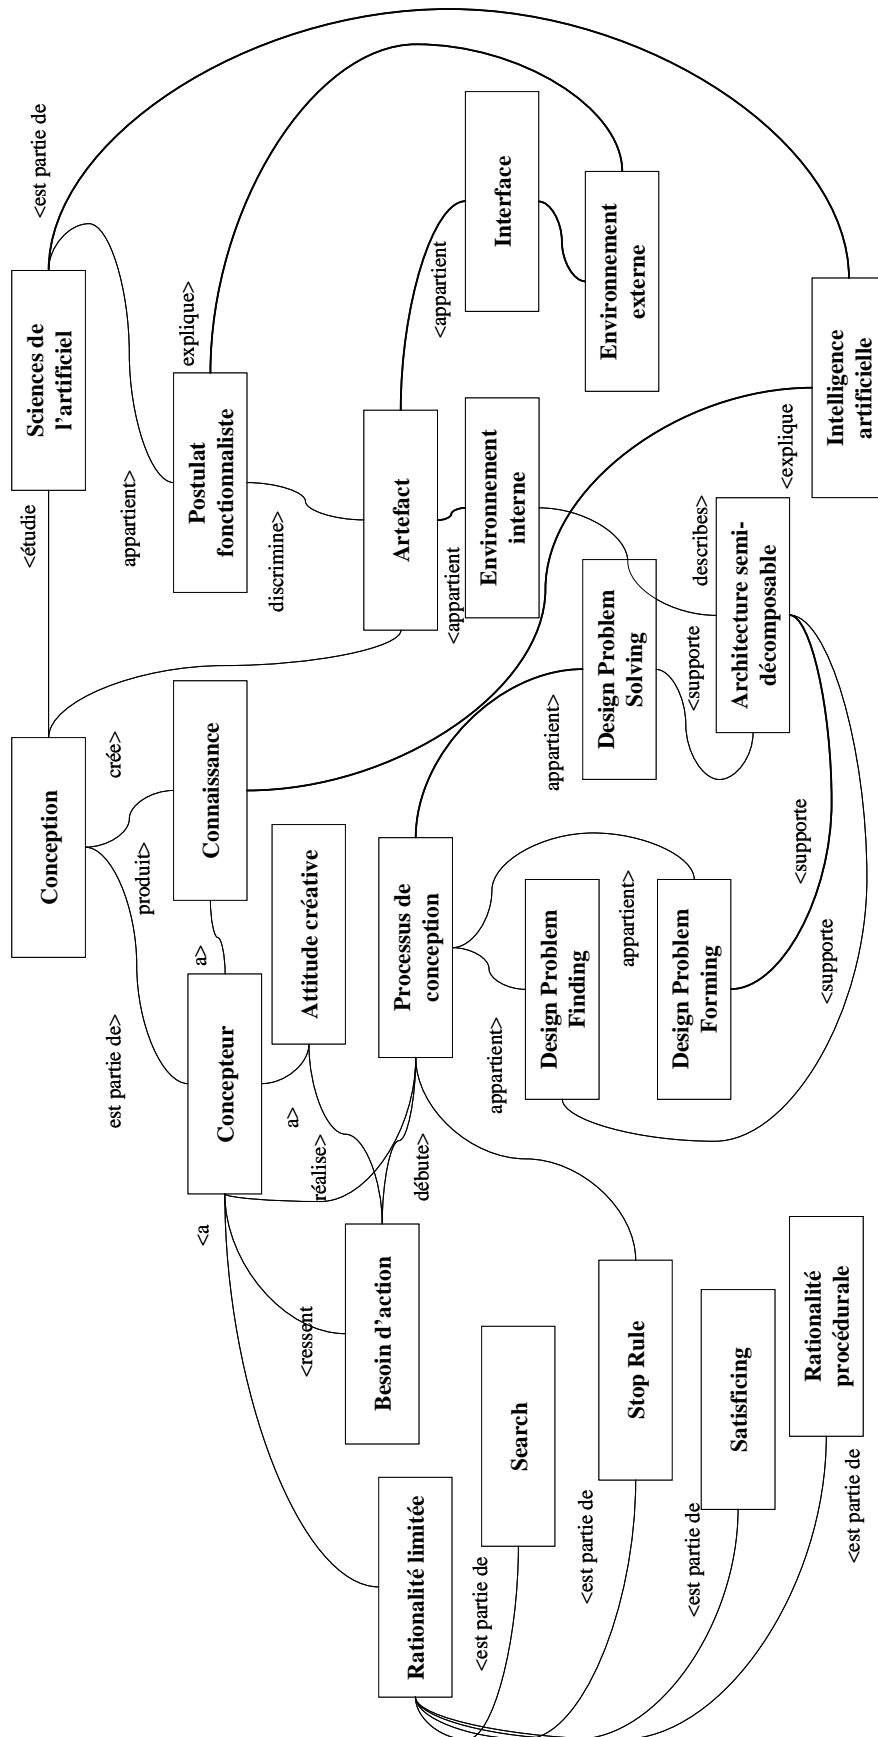 <étudie
<est partie de
Conception
Sciences de
l'artificiel
est partie de>
crée>
appartient>
produit>
explique>
<a
a>
Connaissance
Postulat
fonctionnaliste
Concepteur
discrimine>
a>
<ressent
Attitude créative
réalise>
Besoin d'action
Artefact
Rationalité limitée
Processus de
conception
débute>
<appartient
<appartient
<est partie de
appartient>
Environnement
interne
Interface
Search
appartient>
Design Problem
Finding
<est partie de
Design Problem
Solving
Environnement
externe
appartient>
Stop Rule
Design Problem
Forming
<est partie de
<supporte
describes>
Satisficing
Architecture semi-
décomposable
<explique
<supporte
Rationalité
procédurale
<supporte
Intelligence
artificielle
<est partie de